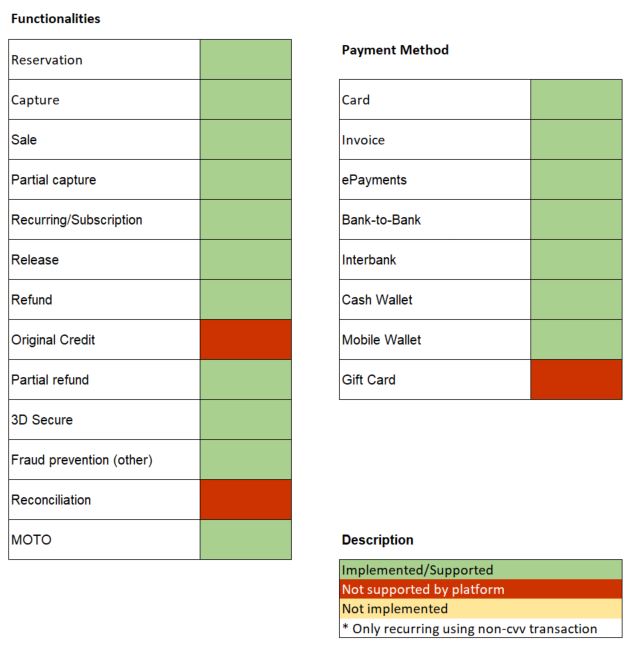 Functionalities
Reservation
Capture
Sale
Partial capture
Recurring/Subscription
Release
Refund
Original Credit
Partial refund
3D Secure
Fraud prevention (other)
Reconciliation
MOTO
Payment Method
Card
Invoice
ePayments
Bank-to-Bank
Interbank
Cash Wallet
Mobile Wallet
Gift Card
Description
Implemented/Supported
Not supported by platform
Not implemented
* Only recurring using non-cvv transaction